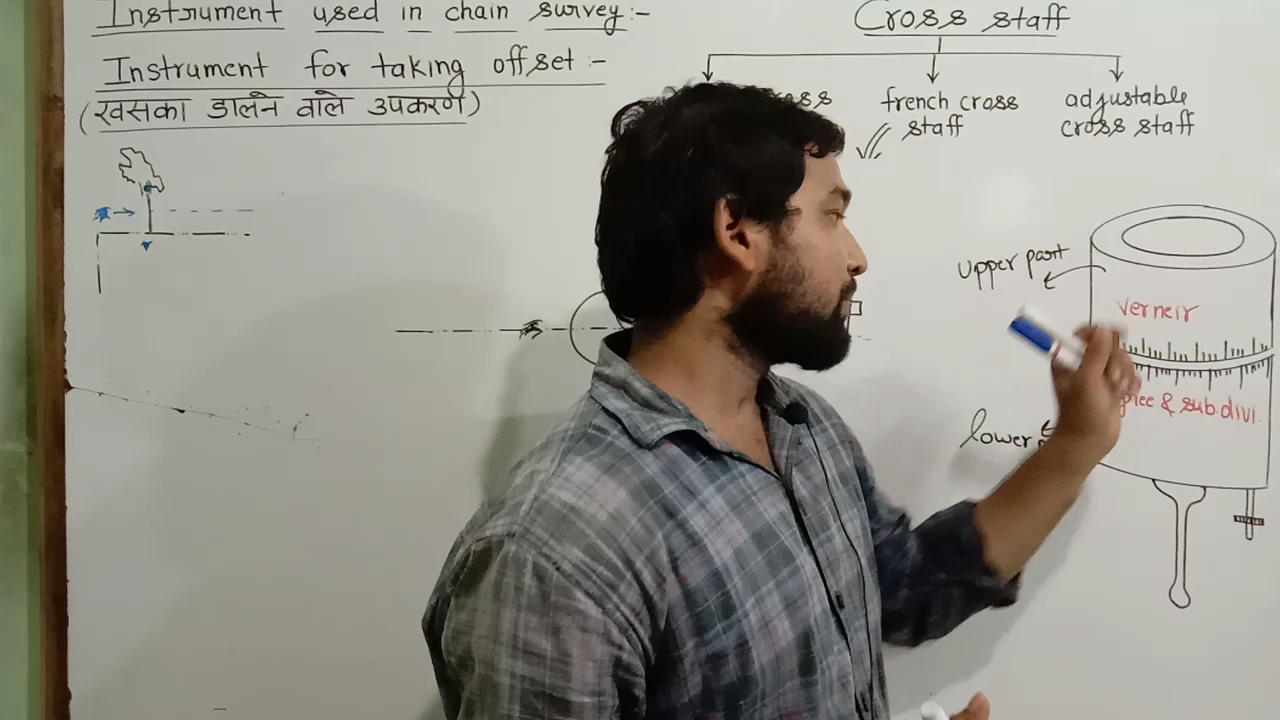 Instrument used in chain survey:-
Instrument for taking offset :-
(खसका डालने वाले उपकरण)
Cross staff
french cross
staff
adjustable
cross staff
upper part
Verneir
& sub.divi.
lower